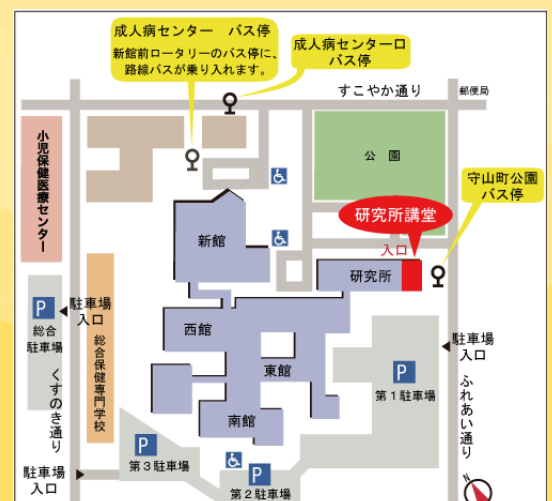 成人病センター　バス停
新館前ロータリーのバス停に、
路線バスが乗り入れます。
成人病センター口
バス停
すこやか通り
郵便局
小児保健医療センター
公園
守山町公園
バス停
研究所講堂
入口
新館
研究所
P
総合
駐車場
駐車場
入口
西館
総合保健専門学校
くすのき通り
東館
P
第1駐車場
駐車場
入口
ふれあい通り
南館
P
第3駐車場
駐車場
入口
P
第2駐車場
N